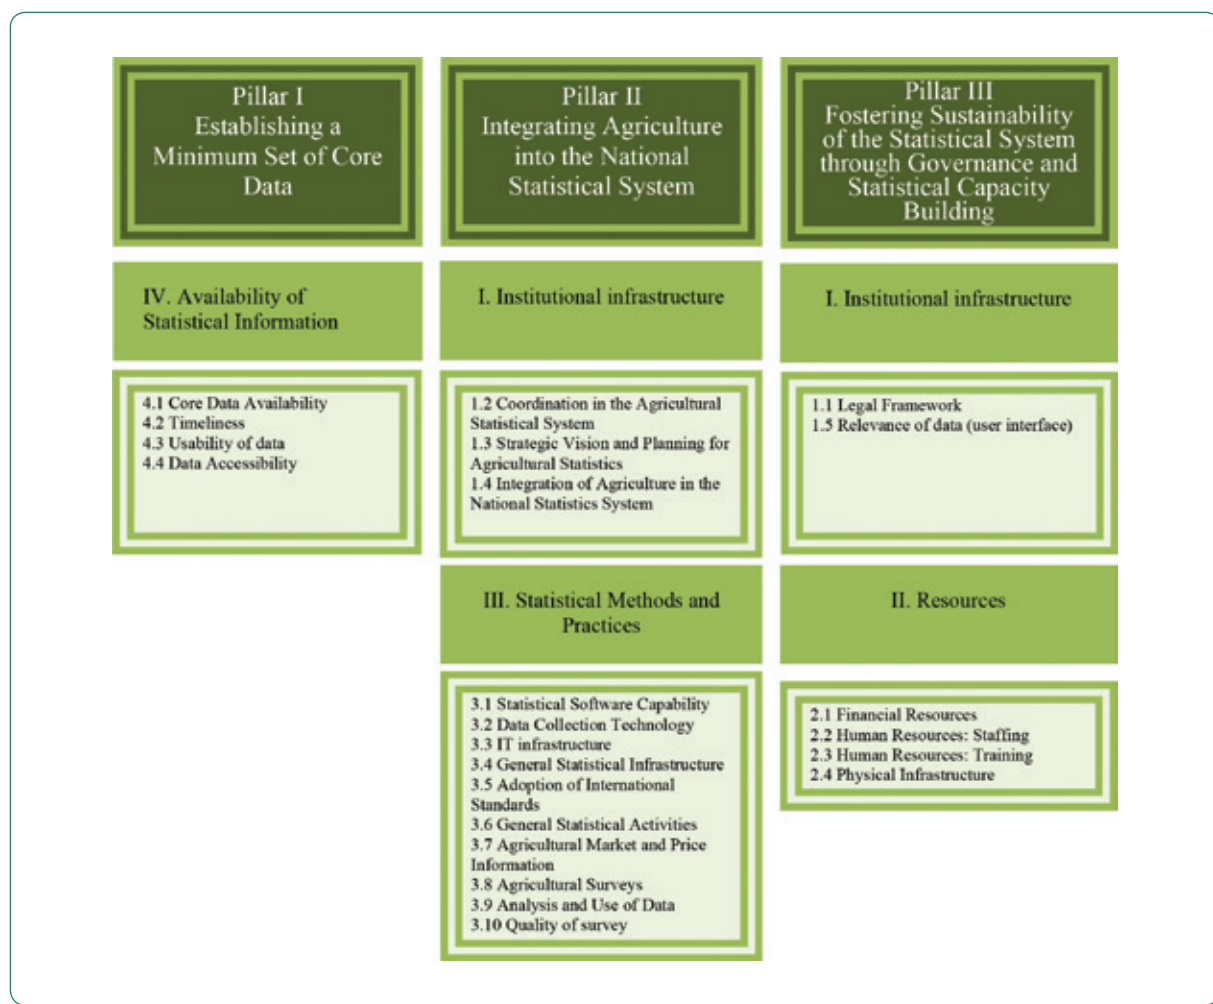 Pillar I
Establishing a
Minimum Set of Core
Data
Pillar II
Integrating Agriculture
into the National
Statistical System
Pillar III
Fostering Sustainability
of the Statistical System
through Governance and
Statistical Capacity
Building
IV. Availability of
Statistical Information
I. Institutional infrastructure
I. Institutional infrastructure
4.1 Core Data Availability
4.2 Timeliness
4.3 Usability of data
4.4 Data Accessibility
1.2 Coordination in the Agricultural
Statistical System
1.3 Strategic Vision and Planning for
Agricultural Statistics
1.4 Integration of Agriculture in the
National Statistics System
1.1 Legal Framework
1.5 Relevance of data (user interface)
III. Statistical Methods and
Practices
II. Resources
3.1 Statistical Software Capability
3.2 Data Collection Technology
3.3 IT infrastructure
3.4 General Statistical Infrastructure
3.5 Adoption of International
Standards
3.6 General Statistical Activities
3.7 Agricultural Market and Price
Information
3.8 Agricultural Surveys
3.9 Analysis and Use of Data
3.10 Quality of survey
2.1 Financial Resources
2.2 Human Resources: Staffing
2.3 Human Resources: Training
2.4 Physical Infrastructure